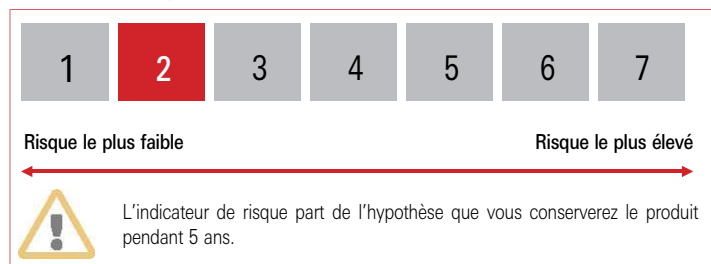 1 2 3 4 5 6 7
Risque le plus faible Risque le plus élevé
L'indicateur de risque part de l'hypothèse que vous conserverez le produit
pendant 5 ans.